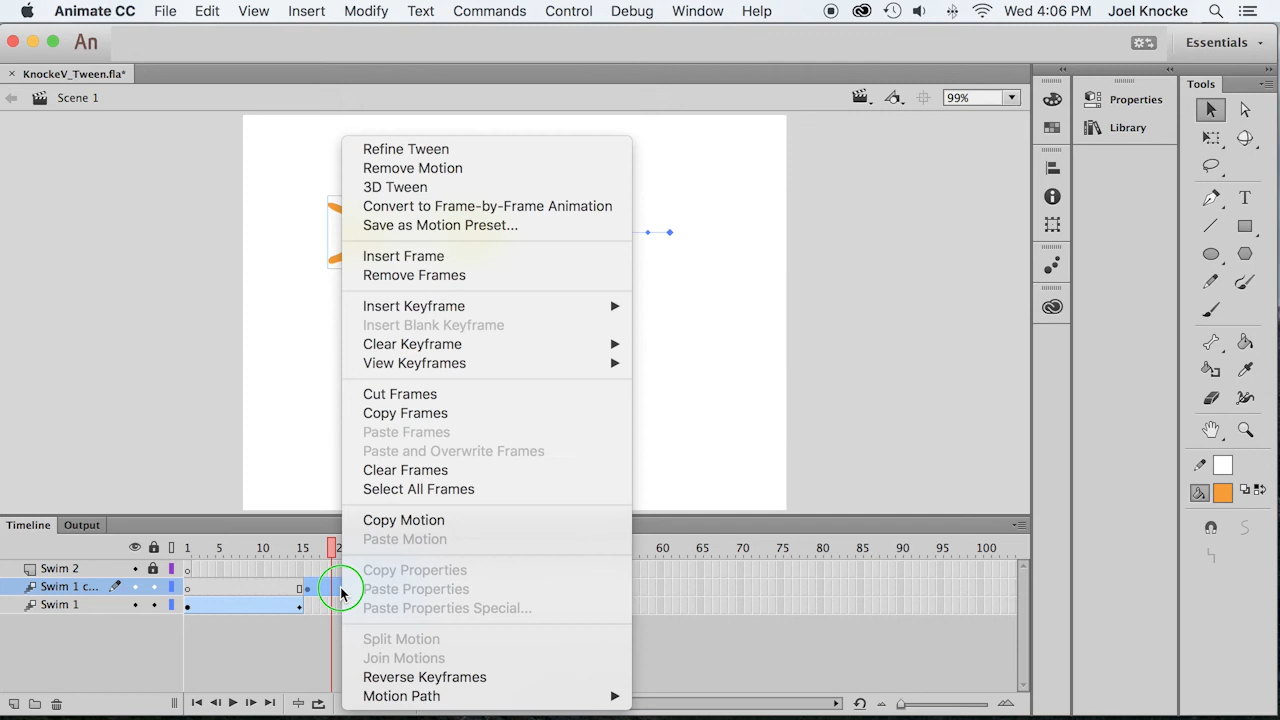 Animate CC File Edit View Insert Modify Text Commands Control Debug Window Help Wed 4:06 PM Joel Knocke
An Essentials
× KnockeV_Tween.fla*
Scene 1 99%
Properties
Library
Tools
Refine Tween
Remove Motion
3D Tween
Convert to Frame-by-Frame Animation
Save as Motion Preset...
Insert Frame
Remove Frames
Insert Keyframe
Insert Blank Keyframe
Clear Keyframe
View Keyframes
Cut Frames
Copy Frames
Paste Frames
Paste and Overwrite Frames
Clear Frames
Select All Frames
Copy Motion
Paste Motion
Copy Properties
Paste Properties
Paste Properties Special...
Split Motion
Join Motions
Reverse Keyframes
Motion Path
T
Timeline Output
1 5 10 15 2 60 65 70 75 80 85 90 95 100
Swim 2
Swim 1 c...
Swim 1